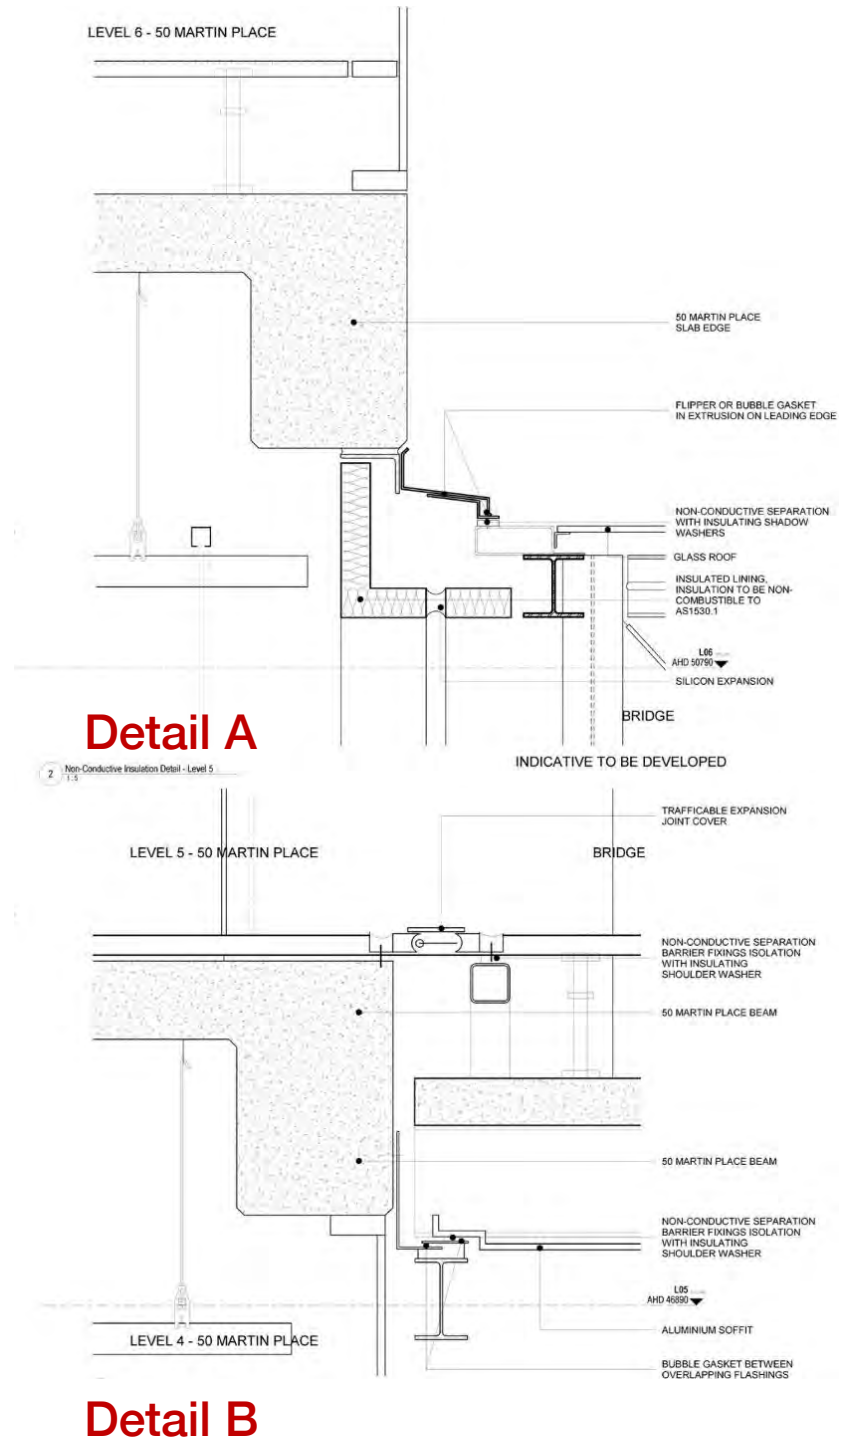 LEVEL 6 - 50 MARTIN PLACE
50 MARTIN PLACE
SLAB EDGE
FLIPPER OR BUBBLE GASKET
IN EXTRUSION ON LEADING EDGE
NON-CONDUCTIVE SEPARATION
WITH INSULATING SHADOW
WASHERS
GLASS ROOF
INSULATED LINING,
INSULATION TO BE NON-
COMBUSTIBLE TO
AS1530.1
L06
AHD 50790
SILICON EXPANSION
BRIDGE
Detail A
INDICATIVE TO BE DEVELOPED
2 Non-Conductive Insulation Detail - Level 5
1 : 5
TRAFFICABLE EXPANSION
JOINT COVER
LEVEL 5 - 50 MARTIN PLACE
BRIDGE
NON-CONDUCTIVE SEPARATION
BARRIER FIXINGS ISOLATION
WITH INSULATING
SHOULDER WASHER
50 MARTIN PLACE BEAM
50 MARTIN PLACE BEAM
NON-CONDUCTIVE SEPARATION
BARRIER FIXINGS ISOLATION
WITH INSULATING
SHOULDER WASHER
L05
AHD 46890
ALUMINIUM SOFFIT
LEVEL 4 - 50 MARTIN PLACE
BUBBLE GASKET BETWEEN
OVERLAPPING FLASHINGS
Detail B